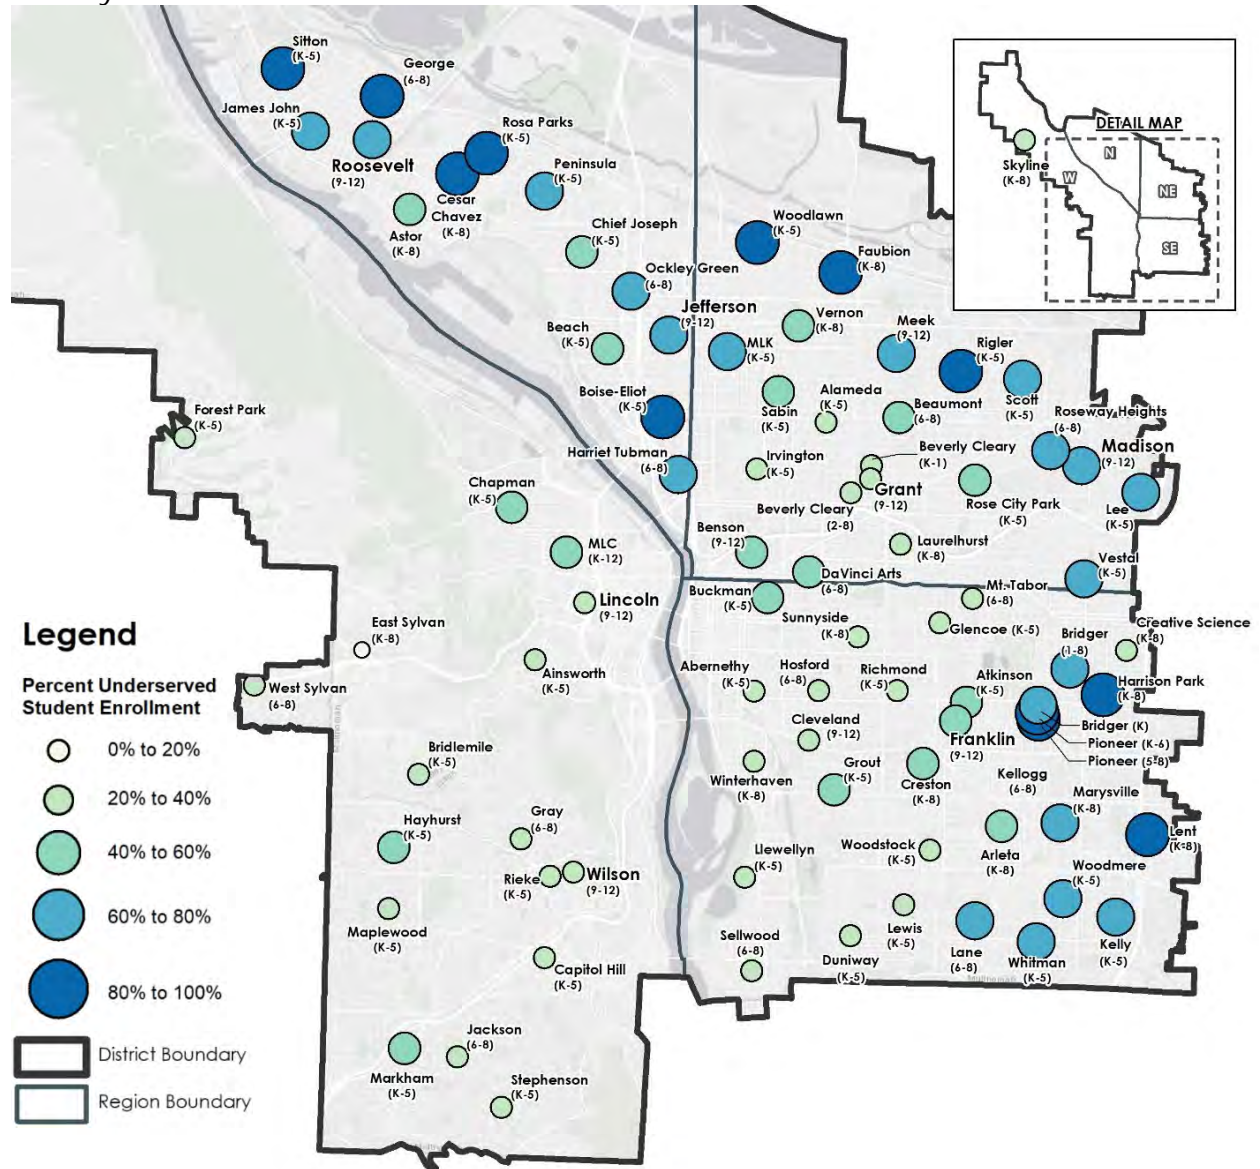 Sitton
(K-5)
George
(6-8)
James John
(K-5)
Roosevelt
(9-12)
Rosa Parks
(K-5)
Cesar
Chavez
(K-8)
Peninsula
(K-5)
Astor
(K-8)
Chief Joseph
(K-5)
Ockley Green
(6-8)
Jefferson
(9-12)
Beach
(K-5)
Boise-Eliot
(K-5)
Harriet Tubman
(6-8)
Woodlawn
(K-5)
Faubion
(K-8)
Vernon
(K-8)
MLK
(K-5)
Meek
(9-12)
Rigler
(K-5)
Scott
(K-5)
Sabin
(K-5)
Alameda
(K-5)
Beaumont
(6-8)
Roseway Heights
(6-8)
Madison
(9-12)
Irvington
(K-5)
Beverly Cleary
(K-1)
Grant
(9-12)
Beverly Cleary
(2-8)
Rose City Park
(K-5)
Lee
(K-5)
Benson
(9-12)
Laurelhurst
(K-8)
DaVinci Arts
(6-8)
Vestal
(K-5)
DETAIL MAP
Skyline
(K-8)
N
W
NE
SE
Forest Park
(K-5)
Chapman
(K-5)
MLC
(K-12)
Lincoln
(9-12)
East Sylvan
(K-8)
West Sylvan
(6-8)
Ainsworth
(K-5)
Bridlemile
(K-5)
Hayhurst
(K-5)
Gray
(6-8)
Rieke
(K-5)
Wilson
(9-12)
Maplewood
(K-5)
Capitol Hill
(K-5)
Markham
(K-5)
Jackson
(6-8)
Stephenson
(K-5)
Buckman
(K-5)
Sunnyside
(K-8)
Mt. Tabor
(6-8)
Glencoe (K-5)
Creative Science
(K-8)
Bridger
(1-8)
Abernethy
(K-5)
Hosford
(6-8)
Richmond
(K-5)
Atkinson
(K-5)
Harrison Park
(K-8)
Bridger (K)
Pioneer (K-6)
Pioneer (5-8)
Cleveland
(9-12)
Franklin
(9-12)
Winterhaven
(K-8)
Grout
(K-5)
Creston
(K-8)
Kellogg
(6-8)
Marysville
(K-8)
Lent
(K-8)
Arleta
(K-8)
Woodstock
(K-5)
Llewellyn
(K-5)
Woodmere
(K-5)
Lewis
(K-5)
Sellwood
(6-8)
Duniway
(K-5)
Lane
(6-8)
Whitman
(K-5)
Kelly
(K-5)
Legend
Percent Underserved
Student Enrollment
0% to 20%
20% to 40%
40% to 60%
60% to 80%
80% to 100%
District Boundary
Region Boundary